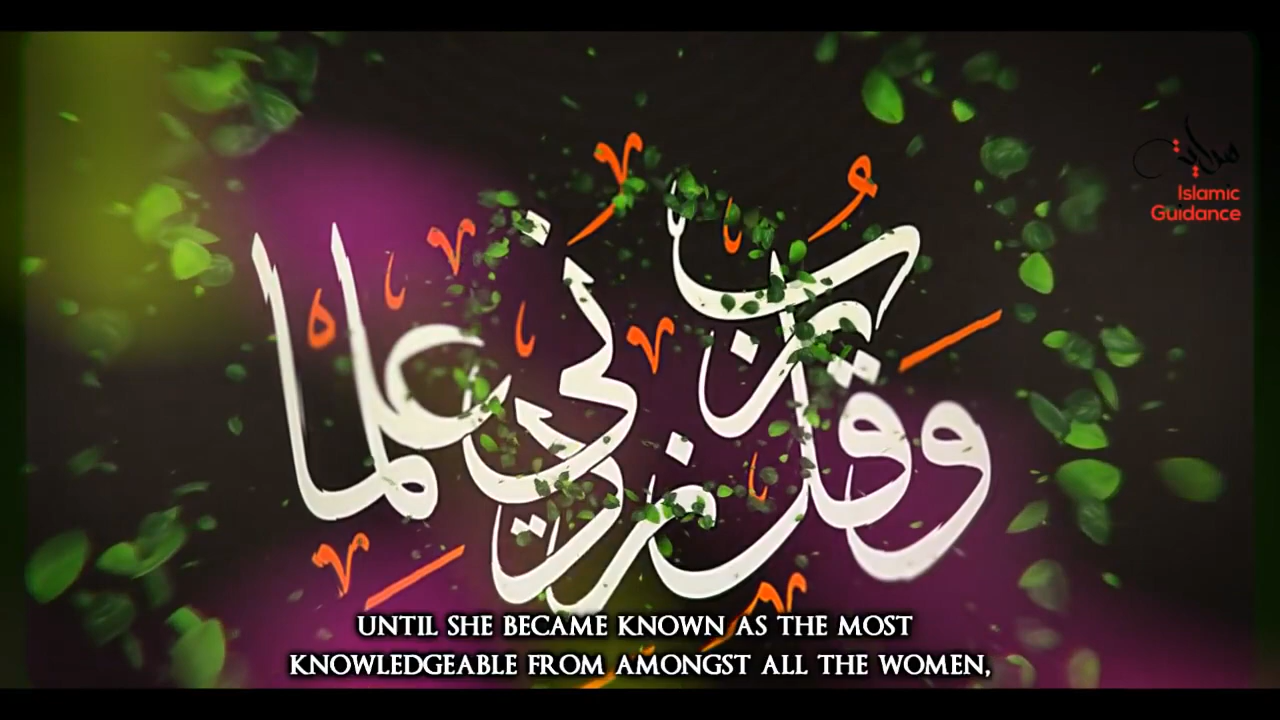 وقل رب زدني علما
هداية
Islamic
Guidance
UNTIL SHE BECAME KNOWN AS THE MOST
KNOWLEDGEABLE FROM AMONGST ALL THE WOMEN,